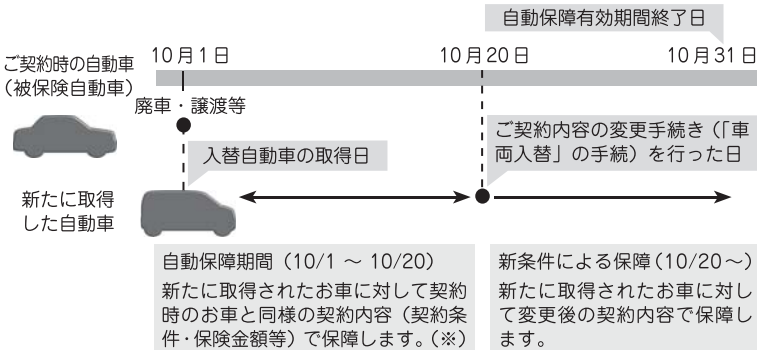 自動保障有効期間終了日
10月1日
10月20日
10月31日
ご契約時の自動車
（被保険自動車）
廃車・譲渡等
入替自動車の取得日
ご契約内容の変更手続き（「車
両入替」の手続）を行った日
新たに取得
した自動車
自動保障期間（10/1 ～ 10/20）
新たに取得されたお車に対して契約
時のお車と同様の契約内容（契約条
件・保険金額等）で保障します。（※）
新条件による保障（10/20～）
新たに取得されたお車に対し
て変更後の契約内容で保障し
ます。